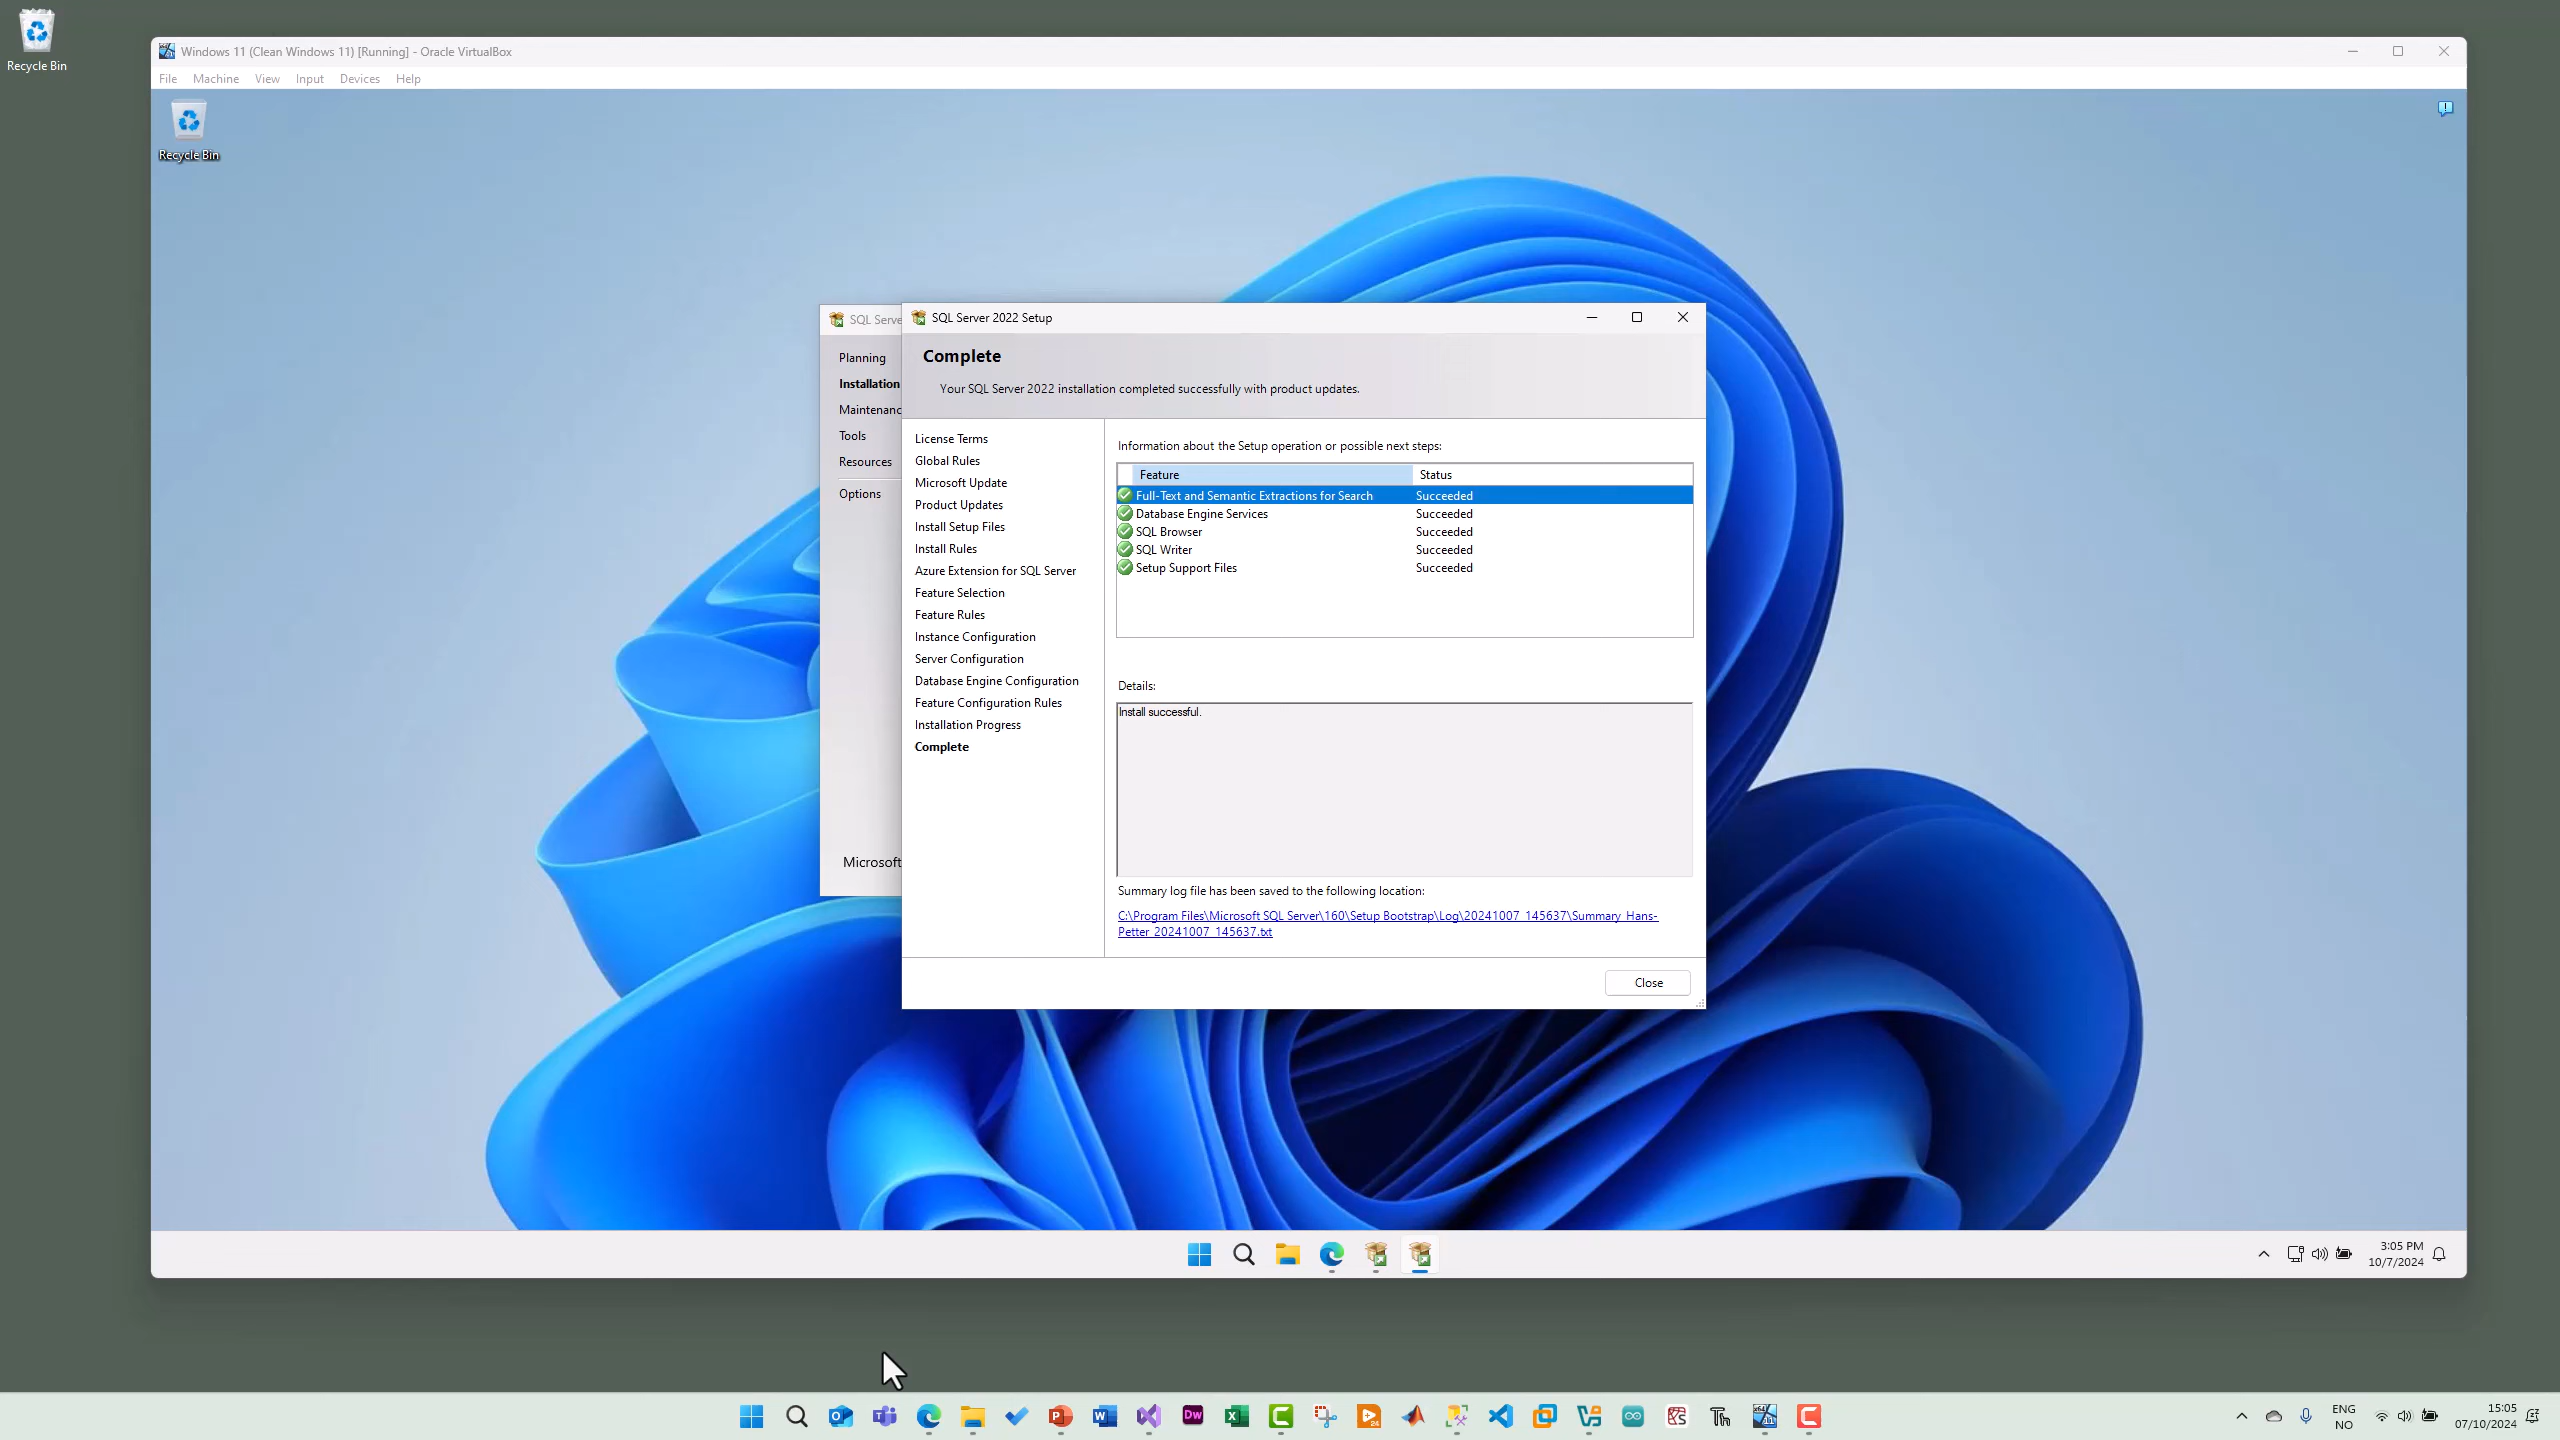 Recycle Bin
Windows 11 (Clean Windows 11) [Running] - Oracle VirtualBox
File Machine View Input Devices Help
Recycle Bin
SQL Serve
Planning
Installation
Maintenanc
Tools
Resources
Options
Microsoft
SQL Server 2022 Setup
Complete
Your SQL Server 2022 installation completed successfully with product updates.
License Terms
Global Rules
Microsoft Update
Product Updates
Install Setup Files
Install Rules
Azure Extension for SQL Server
Feature Selection
Feature Rules
Instance Configuration
Server Configuration
Database Engine Configuration
Feature Configuration Rules
Installation Progress
Complete
Information about the Setup operation or possible next steps:
Feature Status
Full-Text and Semantic Extractions for Search Succeeded
Database Engine Services Succeeded
SQL Browser Succeeded
SQL Writer Succeeded
Setup Support Files Succeeded
Details:
Install successful.
Summary log file has been saved to the following location:
C:\Program Files\Microsoft SQL Server\160\Setup Bootstrap\Log\20241007_145637\Summary_Hans-
Petter_20241007_145637.txt
Close
3:05 PM
10/7/2024
ENG
NO
15:05
07/10/2024